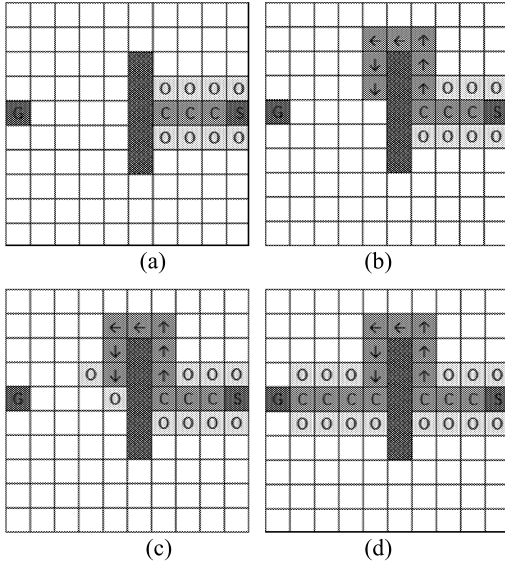 O O O O
G C C C S
O O O O
(a)
← ← ↑
↓ ↑
↓ ↑ O O O
G C C C S
O O O O
(b)
← ← ↑
↓ ↑
O ↓ ↑ O O O
G O C C C S
O O O O
(c)
← ← ↑
↓ ↑
O O O ↓ ↑ O O O
G C C C C C C C S
O O O O O O O O
(d)